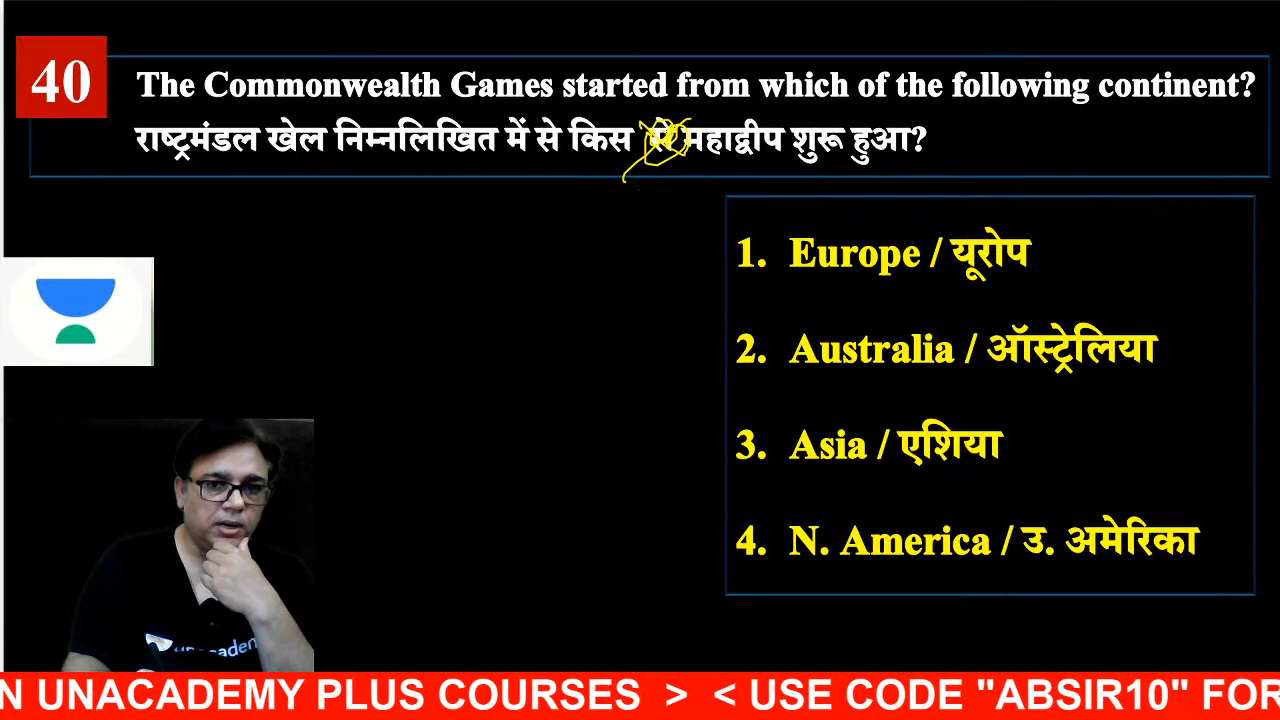 40
The Commonwealth Games started from which of the following continent?
राष्ट्रमंडल खेल निम्नलिखित में से किस से महाद्वीप शुरू हुआ?
1. Europe / यूरोप
2. Australia / ऑस्ट्रेलिया
3. Asia / एशिया
4. N. America / उ. अमेरिका
unacademy
N UNACADEMY PLUS COURSES > < USE CODE "ABSIR10" FOR